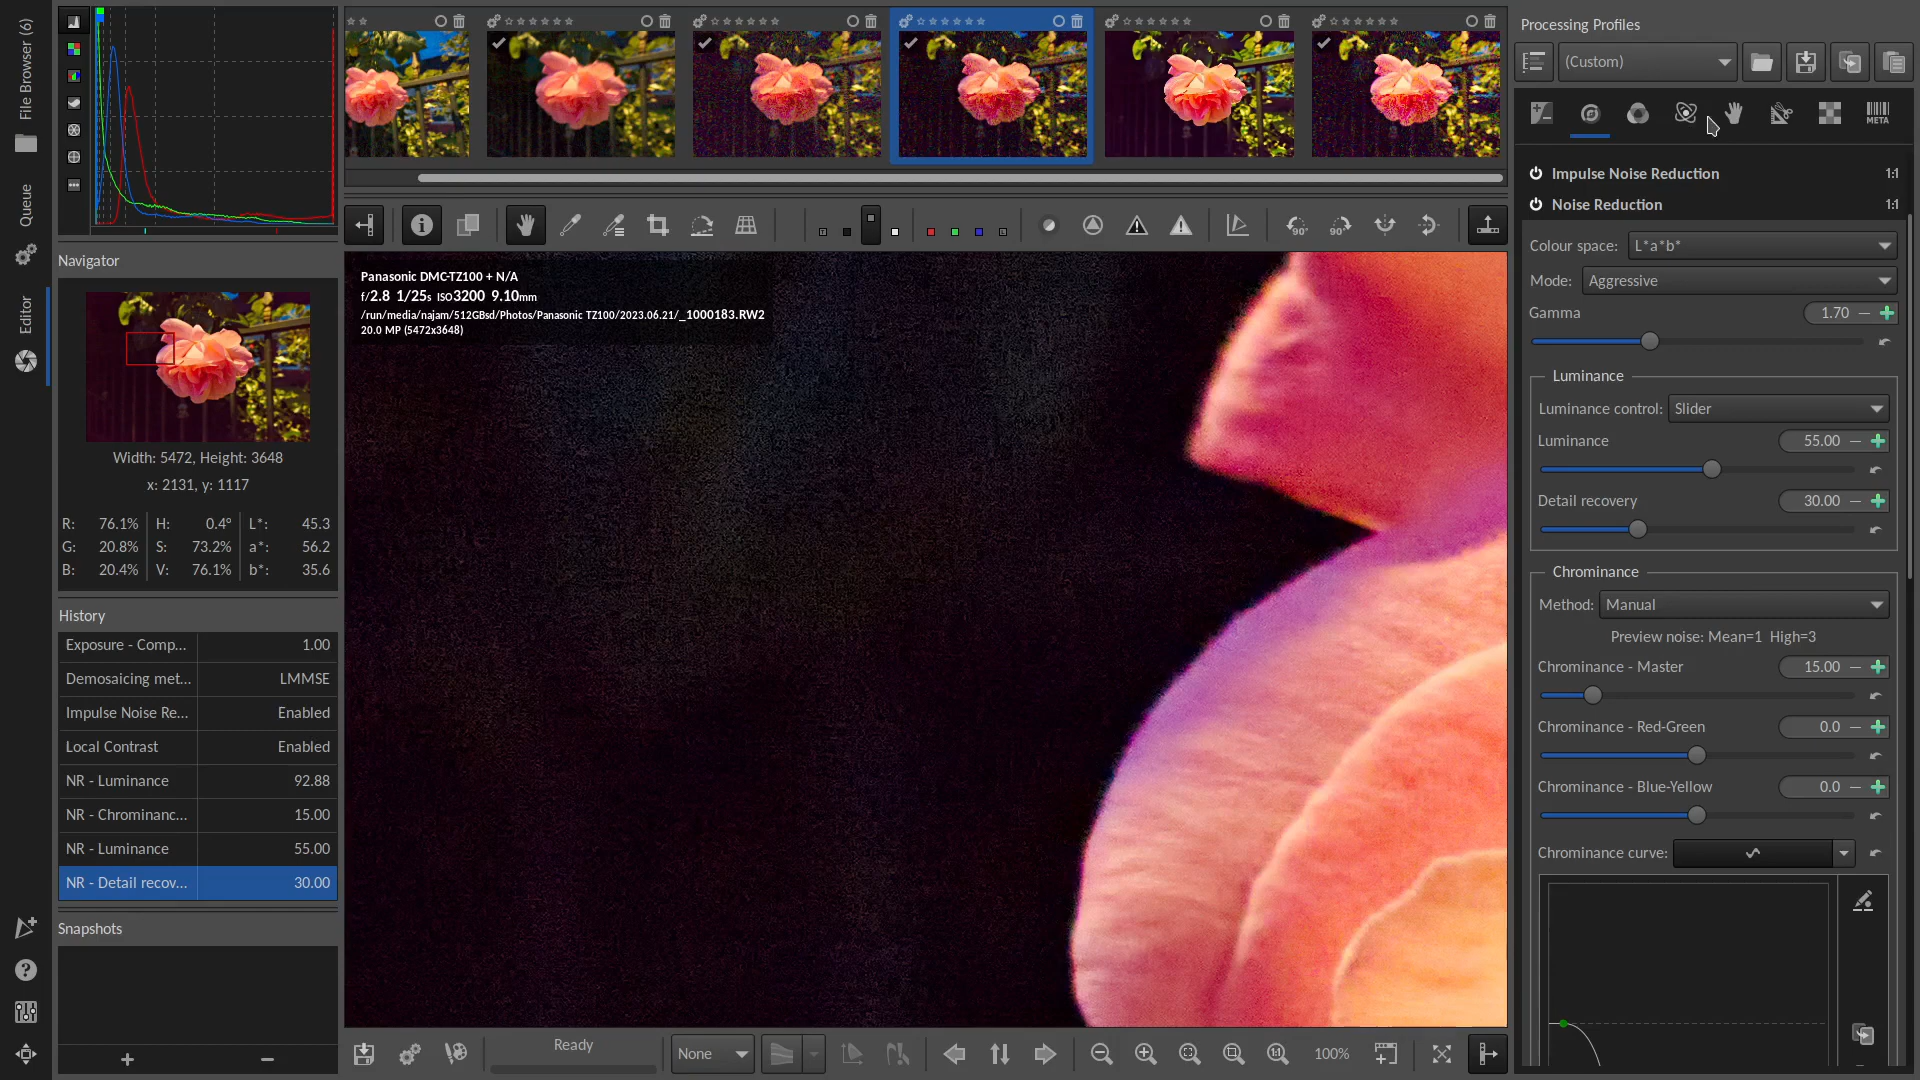 File Browser (6)
Queue
Editor
Navigator
Width: 5472, Height: 3648
x: 2131, y: 1117
R: 76.1% H: 0.4° L*: 45.3
G: 20.8% S: 73.2% a*: 56.2
B: 20.4% V: 76.1% b*: 35.6
History
Exposure - Comp... 1.00
Demosaicing met... LMMSE
Impulse Noise Re... Enabled
Local Contrast Enabled
NR - Luminance 92.88
NR - Chrominanc... 15.00
NR - Luminance 55.00
NR - Detail recov... 30.00
Snapshots
90° 90°
Panasonic DMC-TZ100 + N/A
f/2.8 1/25s ISO3200 9.10mm
/run/media/najam/512GBsd/Photos/Panasonic TZ100/2023.06.21/_1000183.RW2
20.0 MP (5472x3648)
Ready
None
1:1
100%
Processing Profiles
(Custom)
META
Impulse Noise Reduction 1:1
Noise Reduction 1:1
Colour space: L*a*b*
Mode: Aggressive
Gamma 1.70
Luminance
Luminance control: Slider
Luminance 55.00
Detail recovery 30.00
Chrominance
Method: Manual
Preview noise: Mean=1 High=3
Chrominance - Master 15.00
Chrominance - Red-Green 0.0
Chrominance - Blue-Yellow 0.0
Chrominance curve: